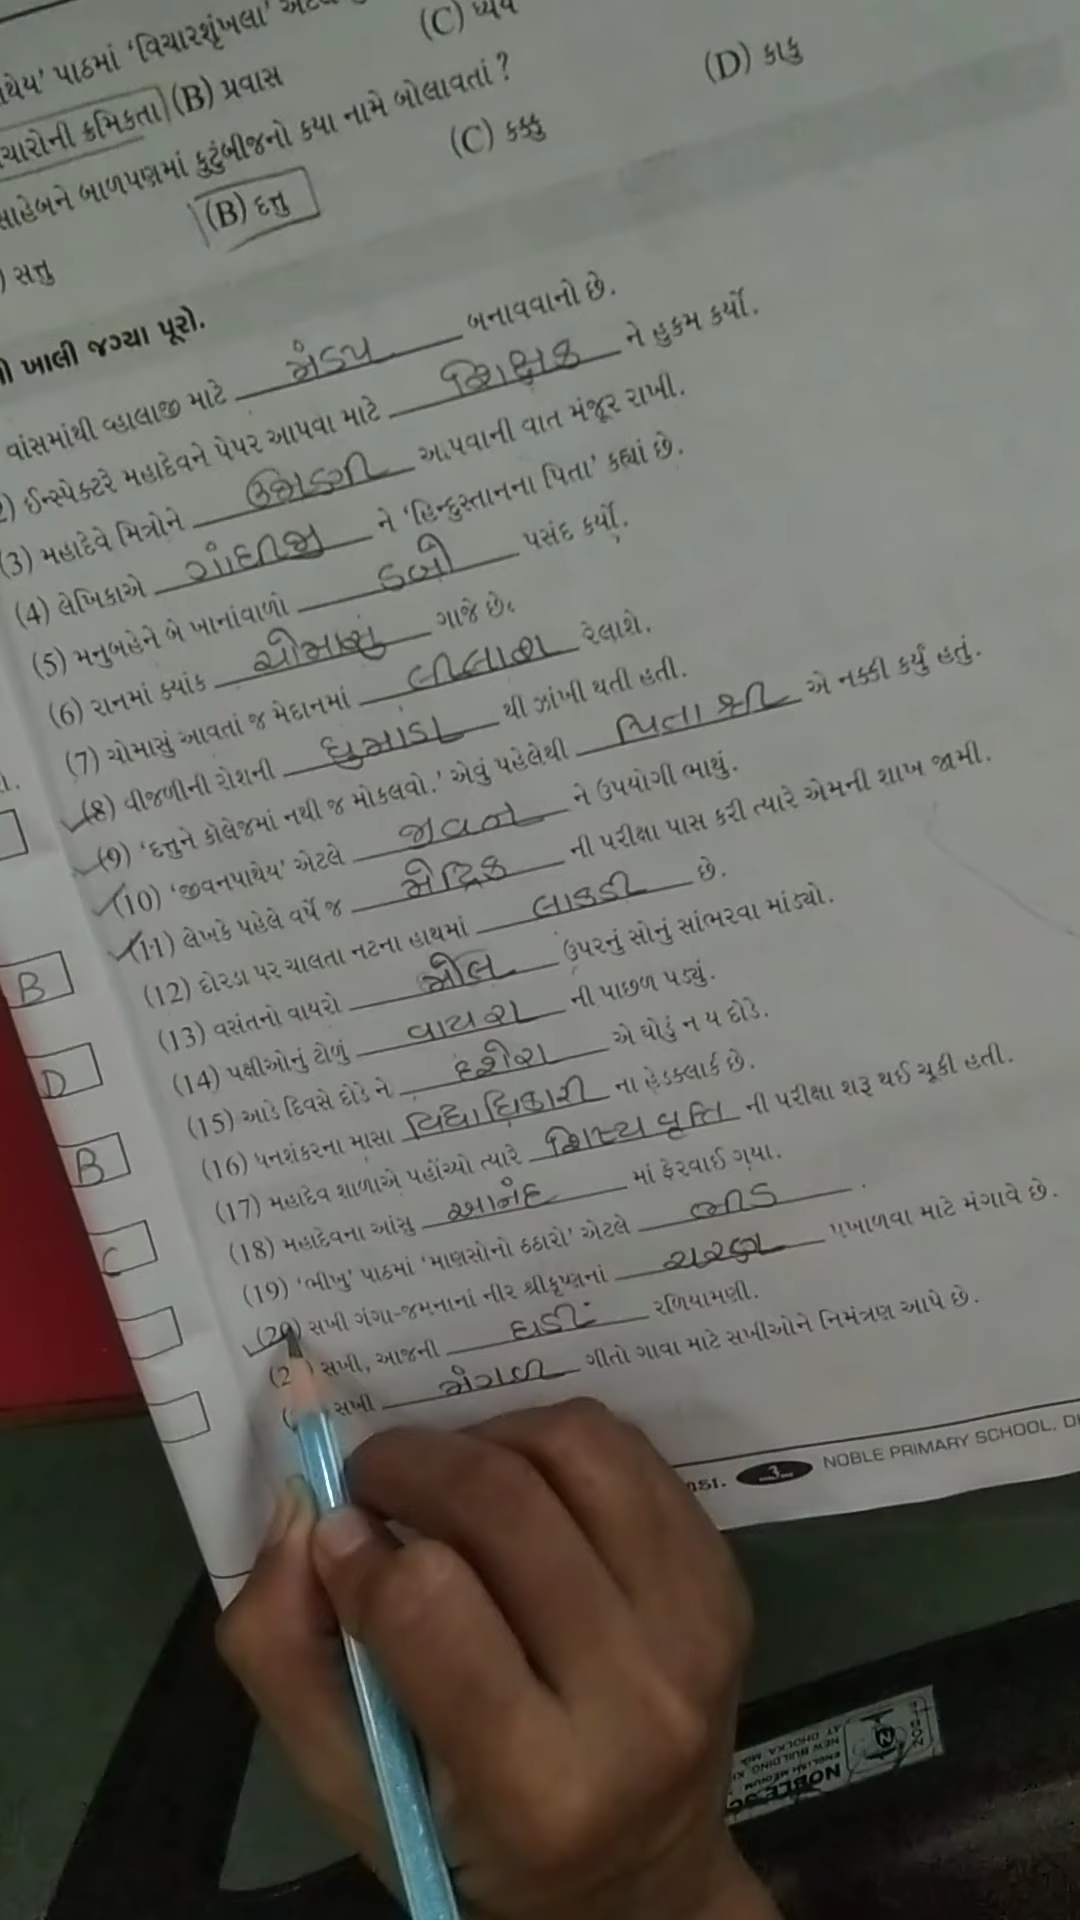 પાઠમાં 'વિચારશૃંખલા'
(C) ધ્યેય
(B) પ્રવાસ
ચારોની ક્રમિકતા
સાહેબને બાળપણમાં કુટુંબીજનો કયા નામે બોલાવતાં ?
(B) દત્તુ (C) કક્કુ (D) કાકુ
) સત્તુ
ખાલી જગ્યા પૂરો.
વાંસમાંથી વ્હાલાજી માટે મંડપ બનાવવાનો છે.
ઈન્સ્પેક્ટરે મહાદેવને પેપર આપવા માટે શિક્ષક ને હુકમ કર્યો.
(3) મહાદેવે મિત્રોને ઉજાણી આપવાની વાત મંજૂર રાખી.
(4) લેખિકાએ ગાંધીજી ને 'હિન્દુસ્તાનના પિતા' કહ્યાં છે.
(5) મનુબહેને બે ખાનાંવાળો ડબો પસંદ કર્યો.
(6) રાનમાં ક્યાંક ચોમાસું ગાજે છે.
(7) ચોમાસું આવતાં જ મેદાનમાં લીલાશ રેલાશે.
(8) વીજળીની રોશની ધુમાડા થી ઝાંખી થતી હતી.
(9) 'દત્તુને કોલેજમાં નથી જ મોકલવો.' એવું પહેલેથી પિતાશ્રી એ નક્કી કર્યું હતું.
(10) 'જીવનપાથેય' એટલે જીવન ને ઉપયોગી ભાથું.
(11) લેખકે પહેલે વર્ષે જ મેટ્રિક ની પરીક્ષા પાસ કરી ત્યારે એમની શાખ જામી.
(12) દોરડા પર ચાલતા નટના હાથમાં લાકડી છે.
(13) વસંતનો વાયરો મોલ ઉપરનું સોનું સાંભરવા માંડ્યો.
(14) પક્ષીઓનું ટોળું વાયરા ની પાછળ પડ્યું.
(15) આડે દિવસે દોડે ને દશેરા એ ઘોડું ન ય દોડે.
(16) ધનશંકરના માસા વિદ્યાધિકારી ના હેડક્લાર્ક છે.
(17) મહાદેવ શાળાએ પહોંચ્યો ત્યારે શિષ્યવૃત્તિ ની પરીક્ષા શરૂ થઈ ચૂકી હતી.
(18) મહાદેવના આંસુ આનંદ માં ફેરવાઈ ગયા.
(19) 'ભીખુ' પાઠમાં 'માણસોનો ઠઠારો' એટલે ભીડ.
(20) સખી ગંગા-જમનાનાં નીર શ્રીકૃષ્ણનાં ચરણ પખાળવા માટે મંગાવે છે.
(2 ) સખી, આજની ઘડી રળિયામણી.
સખી મંગળ ગીતો ગાવા માટે સખીઓને નિમંત્રણ આપે છે.
B
D
B
C
3 NOBLE PRIMARY SCHOOL,